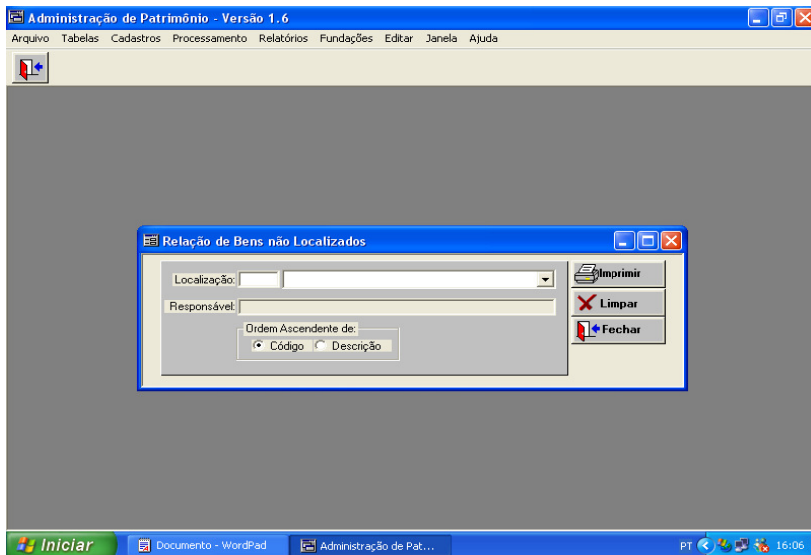 Administração de Patrimônio - Versão 1.6
Arquivo Tabelas Cadastros Processamento Relatórios Fundações Editar Janela Ajuda
Relação de Bens não Localizados
Localização:
Imprimir
Responsável:
Limpar
Ordem Ascendente de:
Fechar
Código Descrição
Iniciar Documento - WordPad Administração de Pat... PT 16:06